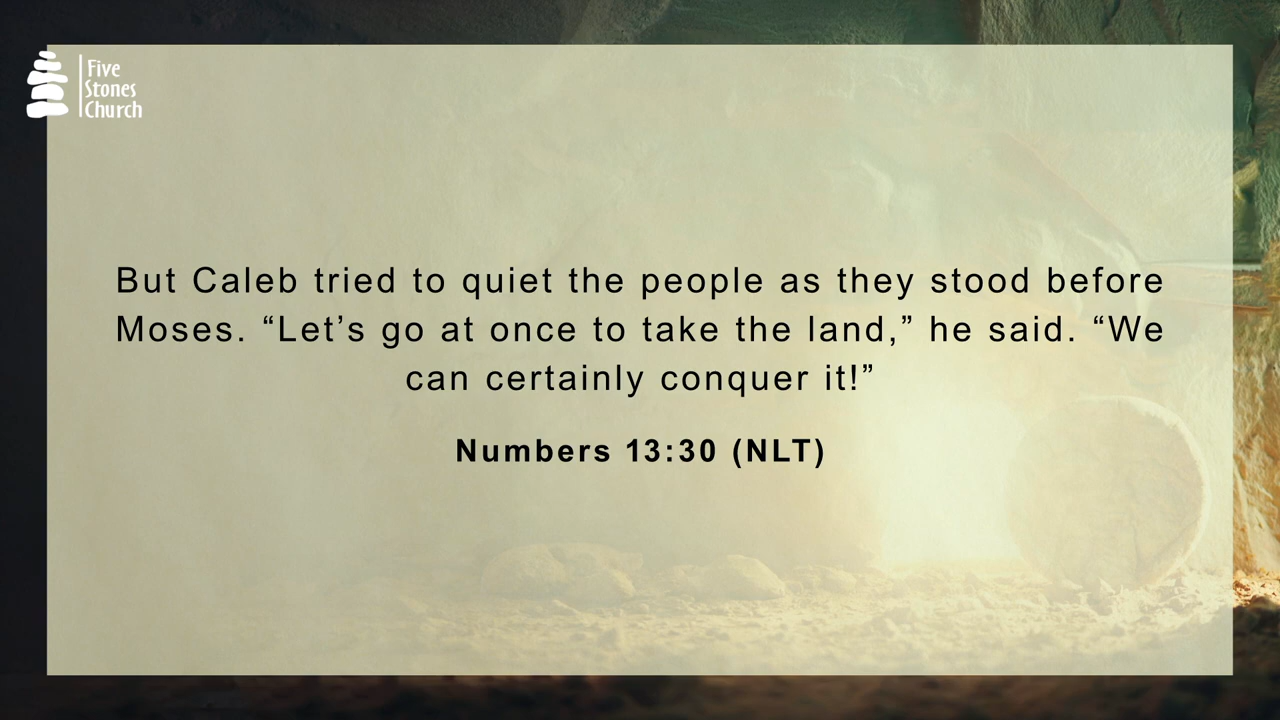 Five
Stones
Church
But Caleb tried to quiet the people as they stood before
Moses. “Let’s go at once to take the land,” he said. “We
can certainly conquer it!”
Numbers 13:30 (NLT)